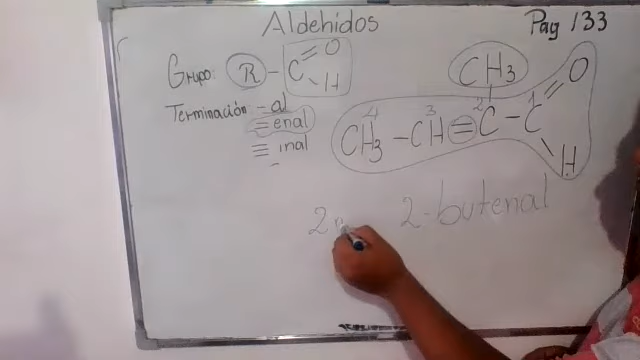 Aldehidos
Pag 133
Grupo: R - C = O
H
Terminación - al
= enal
≡ inal
CH3
4 3 2 1 O
CH3 - CH = C - C
H
2 2-butenal